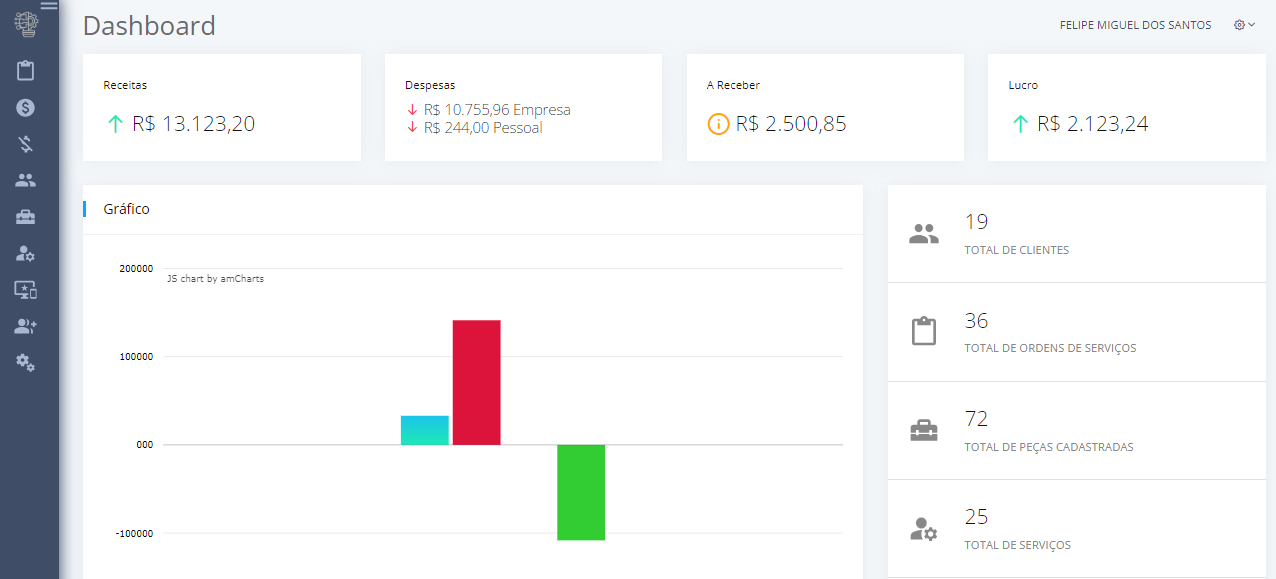 Dashboard
FELIPE MIGUEL DOS SANTOS
Receitas
R$ 13.123,20
Despesas
R$ 10.755,96 Empresa
R$ 244,00 Pessoal
A Receber
R$ 2.500,85
Lucro
R$ 2.123,24
Gráfico
200000
JS chart by amCharts
100000
000
-100000
19
TOTAL DE CLIENTES
36
TOTAL DE ORDENS DE SERVIÇOS
72
TOTAL DE PEÇAS CADASTRADAS
25
TOTAL DE SERVIÇOS